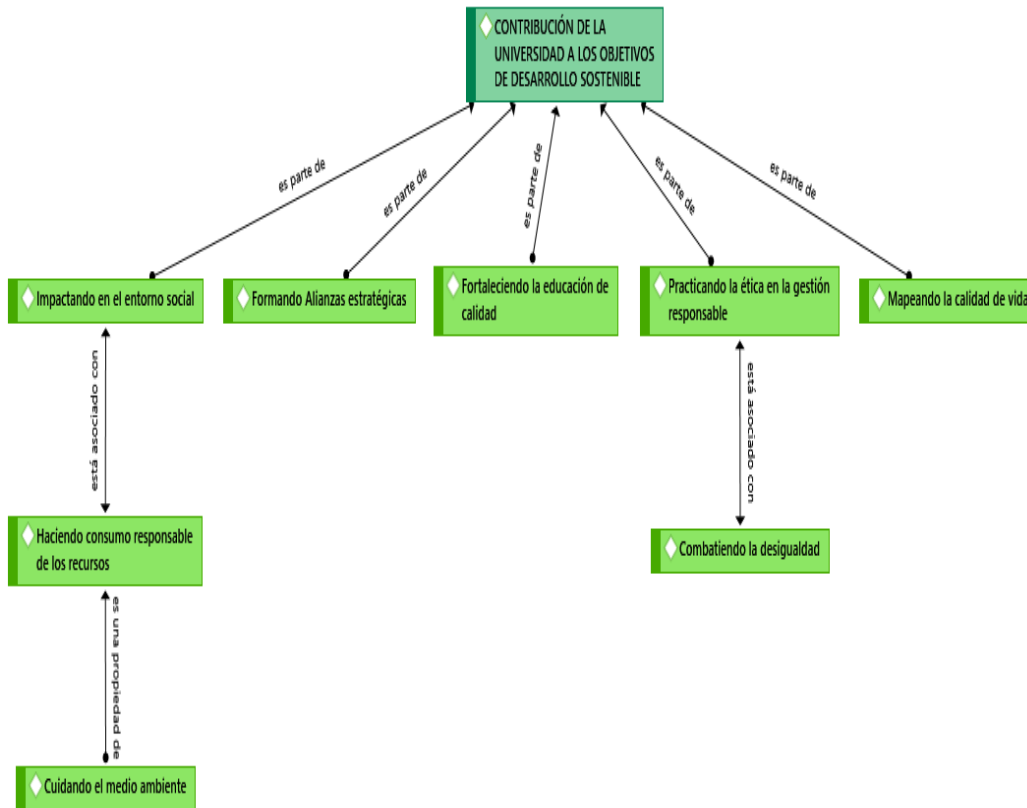 CONTRIBUCIÓN DE LA
UNIVERSIDAD A LOS OBJETIVOS
DE DESARROLLO SOSTENIBLE
es parte de
es parte de
es parte de
es parte de
es parte de
Impactando en el entorno social
Formando Alianzas estratégicas
Fortaleciendo la educación de
calidad
Practicando la ética en la gestión
responsable
Mapeando la calidad de vida
está asociado con
está asociado con
Haciendo consumo responsable
de los recursos
Combatiendo la desigualdad
es una propiedad de
Cuidando el medio ambiente